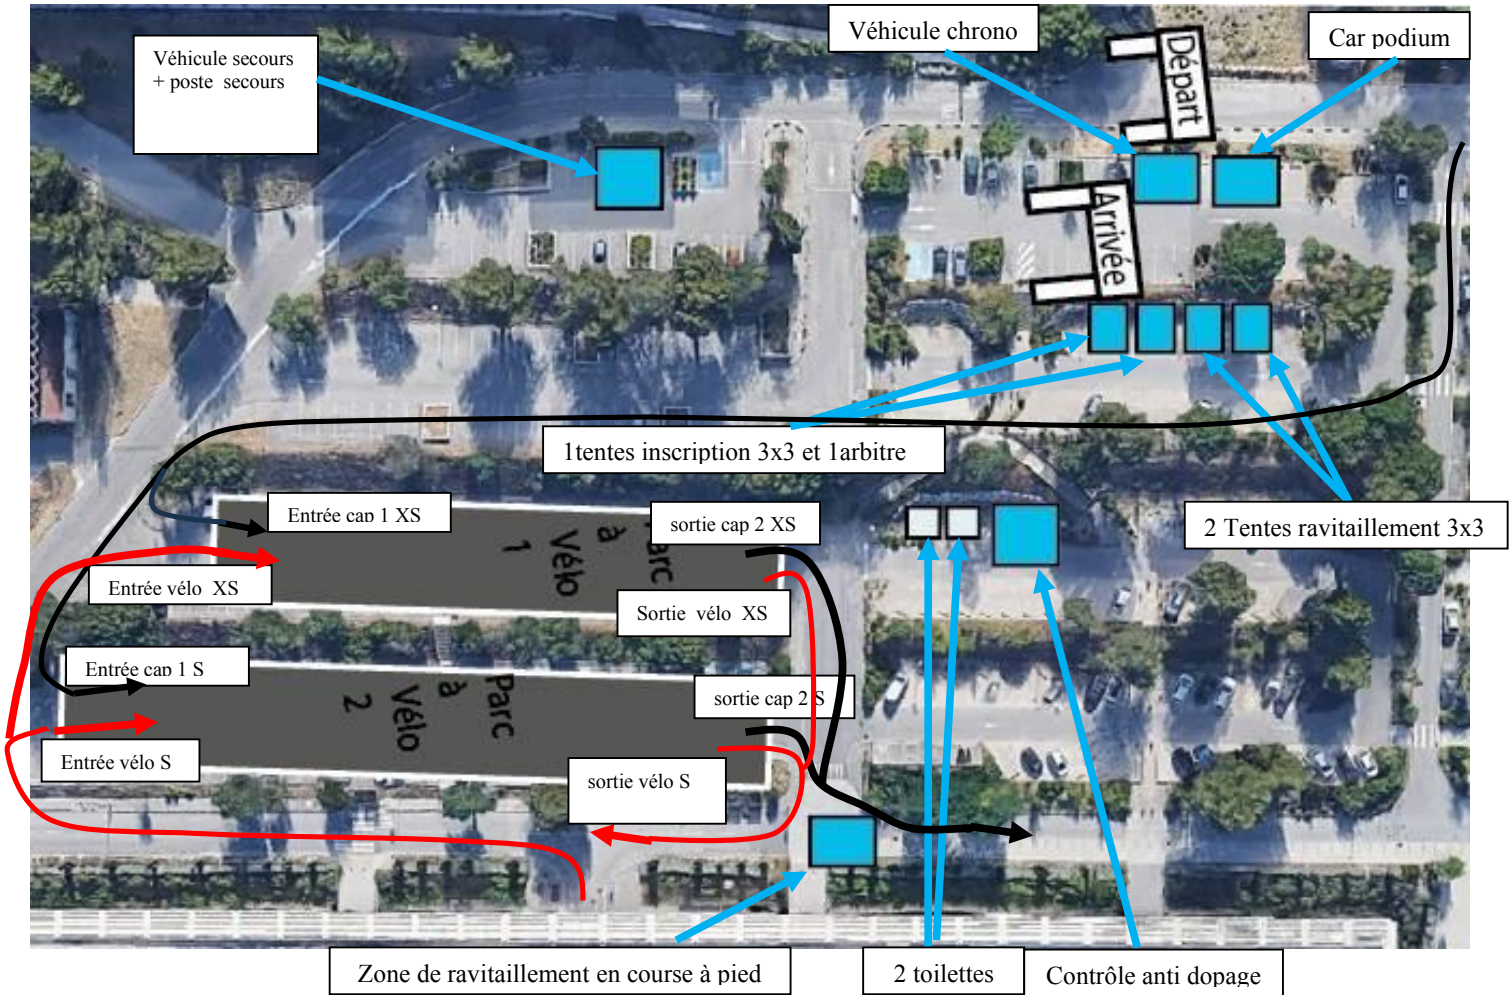 Véhicule chrono
Départ
Car podium
Véhicule secours
+ poste secours
Arrivée
1tentes inscription 3x3 et 1arbitre
2 Tentes ravitaillement 3x3
Entrée cap 1 XS
Parc
à
Vélo
1
sortie cap 2 XS
Entrée vélo XS
Sortie vélo XS
Entrée cap 1 S
Parc
à
Vélo
2
sortie cap 2 S
Entrée vélo S
sortie vélo S
Zone de ravitaillement en course à pied
2 toilettes
Contrôle anti dopage